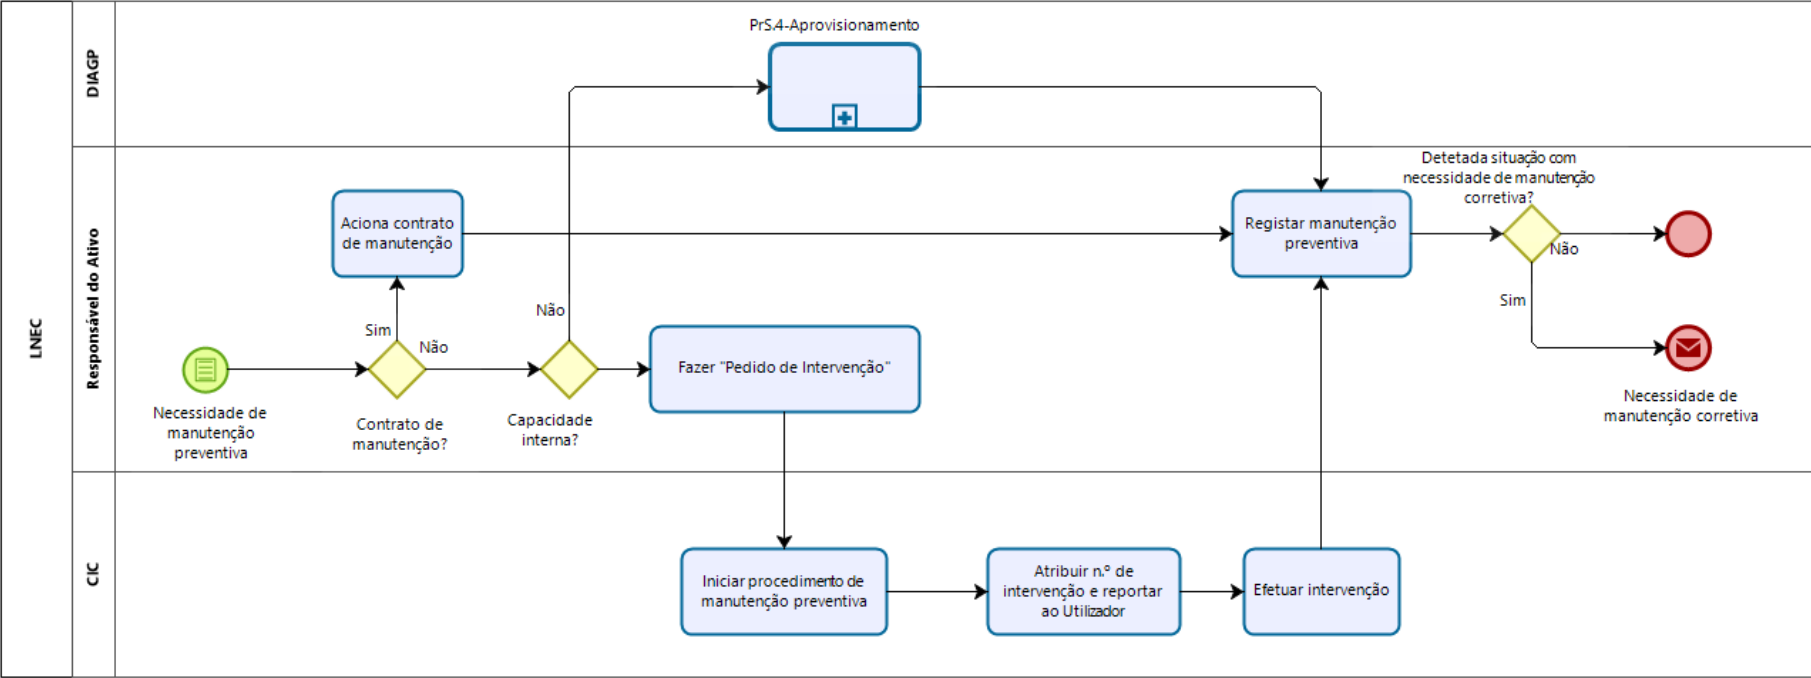 LNEC
DIAGP
PrS.4-Aprovisionamento
Responsável do Ativo
Necessidade de
manutenção
preventiva
Contrato de
manutenção?
Sim
Não
Aciona contrato
de manutenção
Capacidade
interna?
Não
Fazer "Pedido de Intervenção"
Registar manutenção
preventiva
Detetada situação com
necessidade de manutenção
corretiva?
Não
Sim
Necessidade de
manutenção corretiva
CIC
Iniciar procedimento de
manutenção preventiva
Atribuir n.º de
intervenção e reportar
ao Utilizador
Efetuar intervenção